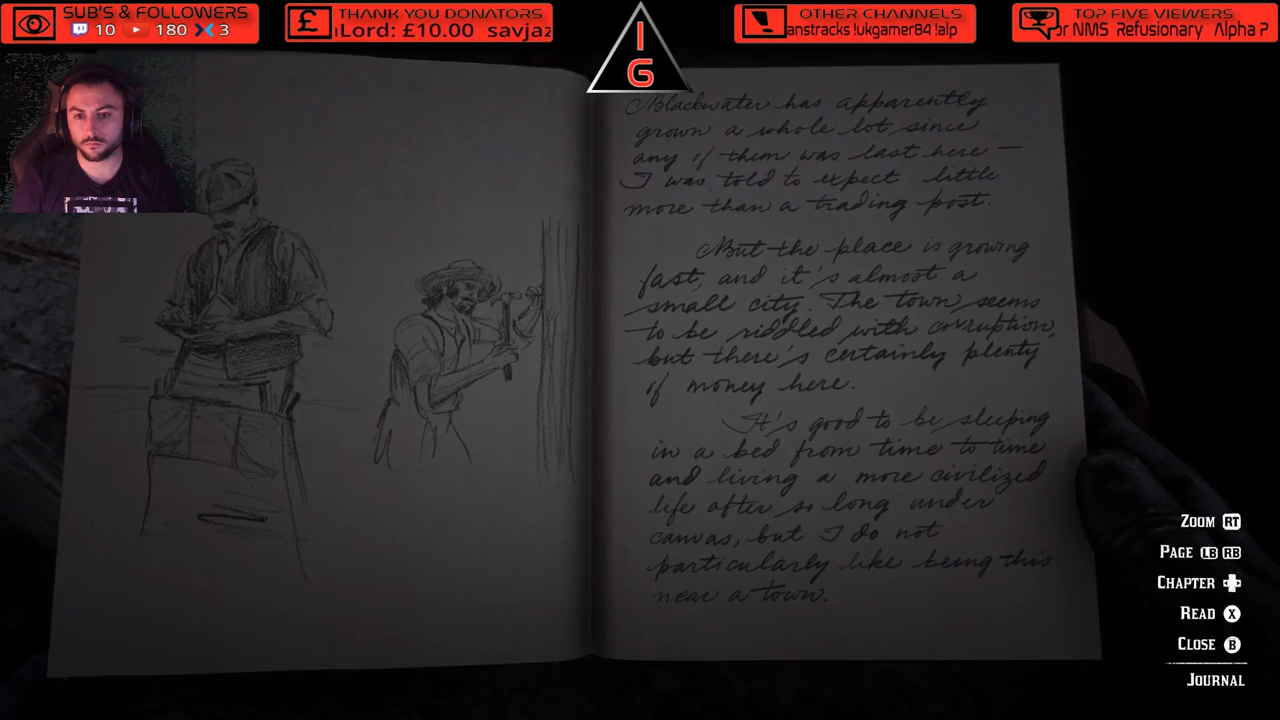 SUB'S & FOLLOWERS
10 180 3
THANK YOU DONATORS
Lord: £10.00 savjaz
I
G
OTHER CHANNELS
anstracks !ukgamer84 !alp
TOP FIVE VIEWERS
or NMS Refusionary Alpha P
Blackwater has apparently
grown a whole lot since
any of them was last here —
I was told to expect little
more than a trading post.
But the place is growing
fast, and it's almost a
small city. The town seems
to be riddled with corruption,
but there's certainly plenty
of money here.
It's good to be sleeping
in a bed from time to time
and living a more civilized
life after so long under
canvas, but I do not
particularly like being this
near a town.
ZOOM RT
PAGE LB RB
CHAPTER
READ X
CLOSE B
JOURNAL